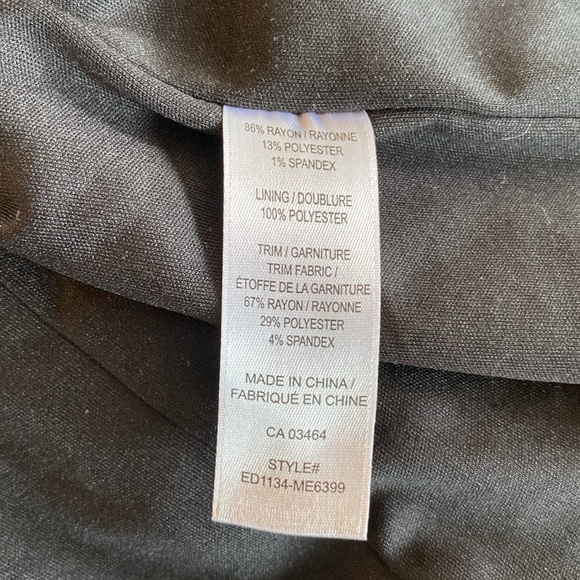 86% RAYON / RAYONNE
13% POLYESTER
1% SPANDEX
LINING / DOUBLURE
100% POLYESTER
TRIM / GARNITURE
TRIM FABRIC /
ÉTOFFE DE LA GARNITURE
67% RAYON / RAYONNE
29% POLYESTER
4% SPANDEX
MADE IN CHINA /
FABRIQUÉ EN CHINE
CA 03464
STYLE#
ED1134-ME6399